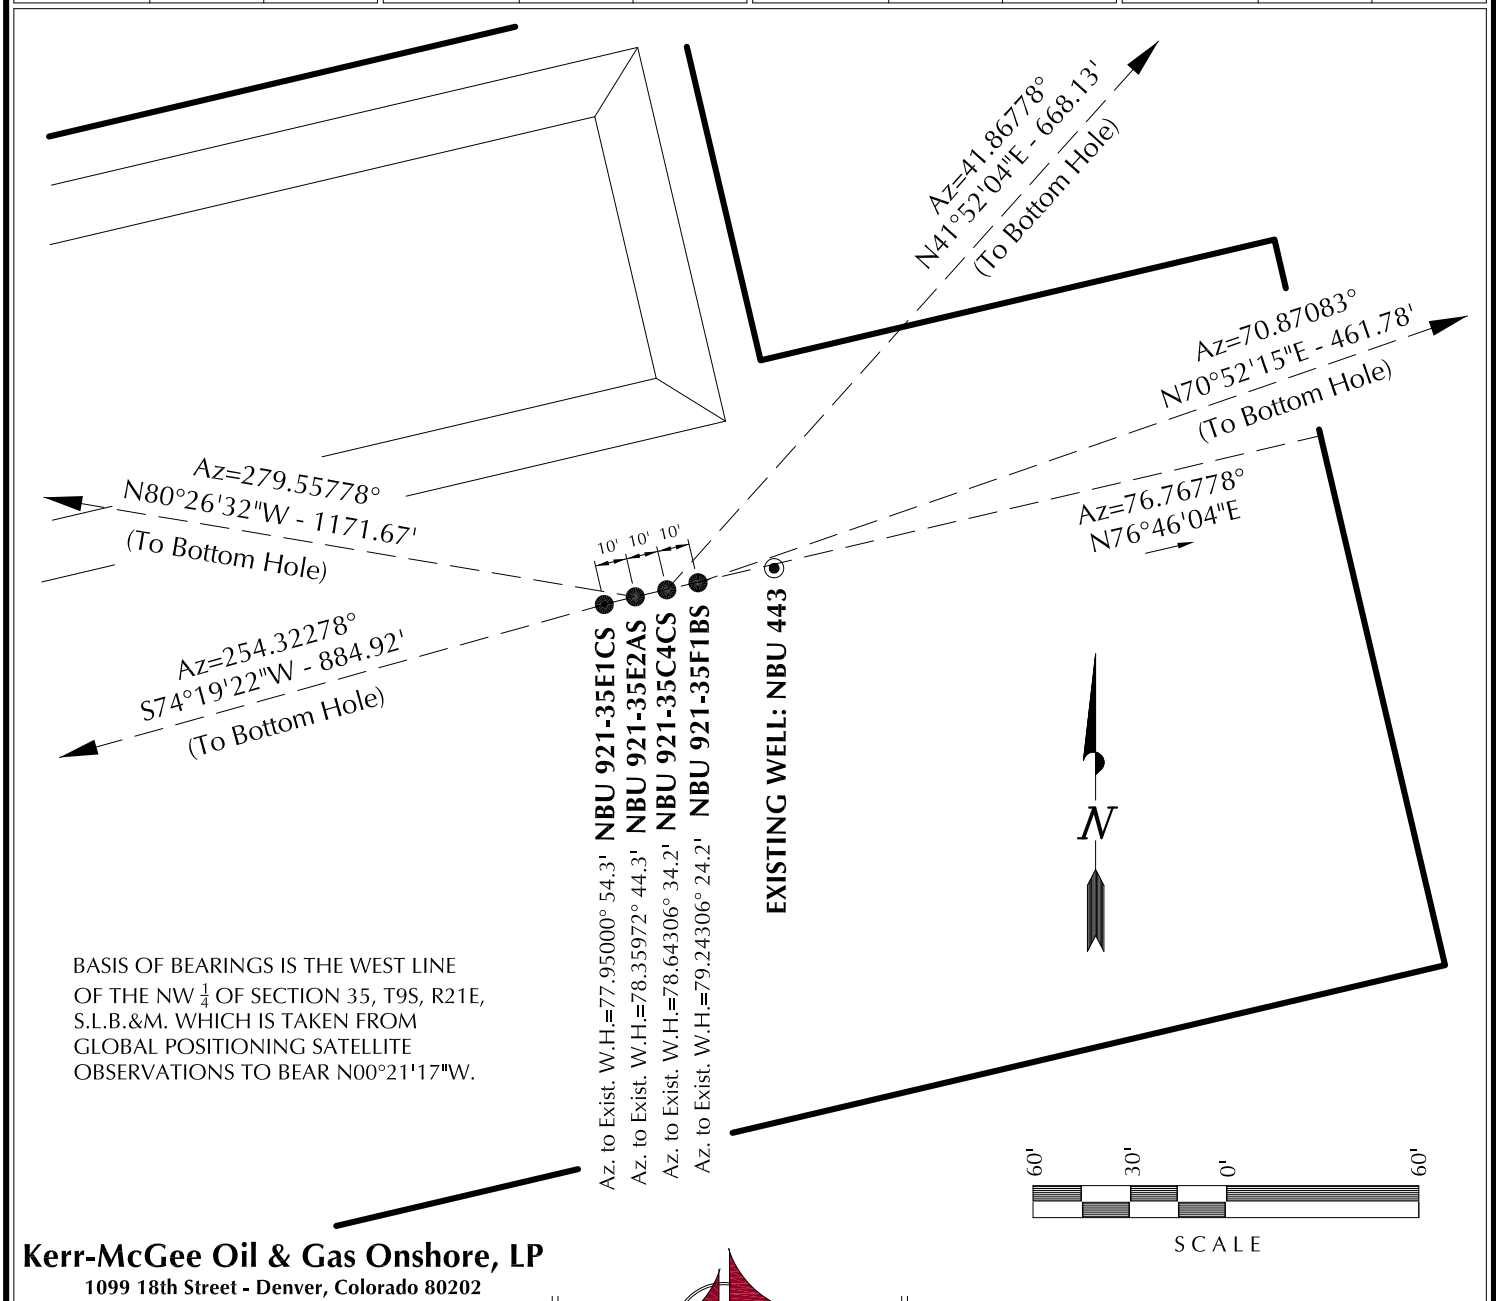 Az=41.86778°
N41°52'04"E - 668.13'
(To Bottom Hole)
Az=70.87083°
N70°52'15"E - 461.78'
(To Bottom Hole)
Az=76.76778°
N76°46'04"E
Az=279.55778°
N80°26'32"W - 1171.67'
(To Bottom Hole)
10' 10' 10'
Az=254.32278°
S74°19'22"W - 884.92'
(To Bottom Hole)
Az. to Exist. W.H.=77.95000° 54.3' NBU 921-35E1CS
Az. to Exist. W.H.=78.35972° 44.3' NBU 921-35E2AS
Az. to Exist. W.H.=78.64306° 34.2' NBU 921-35C4CS
Az. to Exist. W.H.=79.24306° 24.2' NBU 921-35F1BS
EXISTING WELL: NBU 443
N
BASIS OF BEARINGS IS THE WEST LINE
OF THE NW 1/4 OF SECTION 35, T9S, R21E,
S.L.B.&M. WHICH IS TAKEN FROM
GLOBAL POSITIONING SATELLITE
OBSERVATIONS TO BEAR N00°21'17"W.
60' 30' 0' 60'
SCALE
Kerr-McGee Oil & Gas Onshore, LP
1099 18th Street - Denver, Colorado 80202